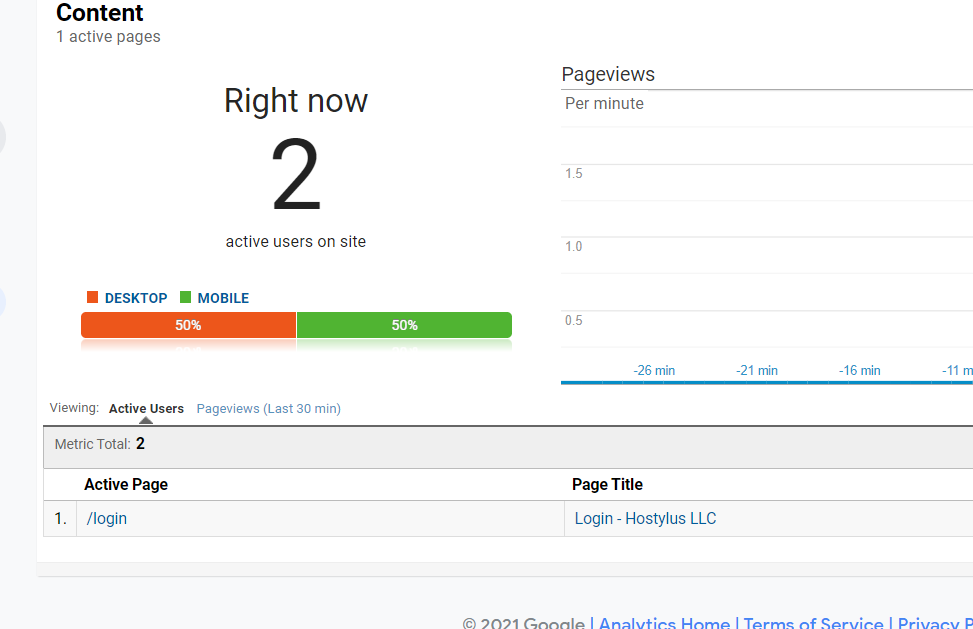 Content
1 active pages
Right now
2
active users on site
DESKTOP MOBILE
50% 50%
Pageviews
Per minute
1.5
1.0
0.5
-26 min -21 min -16 min -11 m
Viewing: Active Users Pageviews (Last 30 min)
Metric Total: 2
Active Page Page Title
1. /login Login - Hostylus LLC
© 2021 Google | Analytics Home | Terms of Service | Privacy P